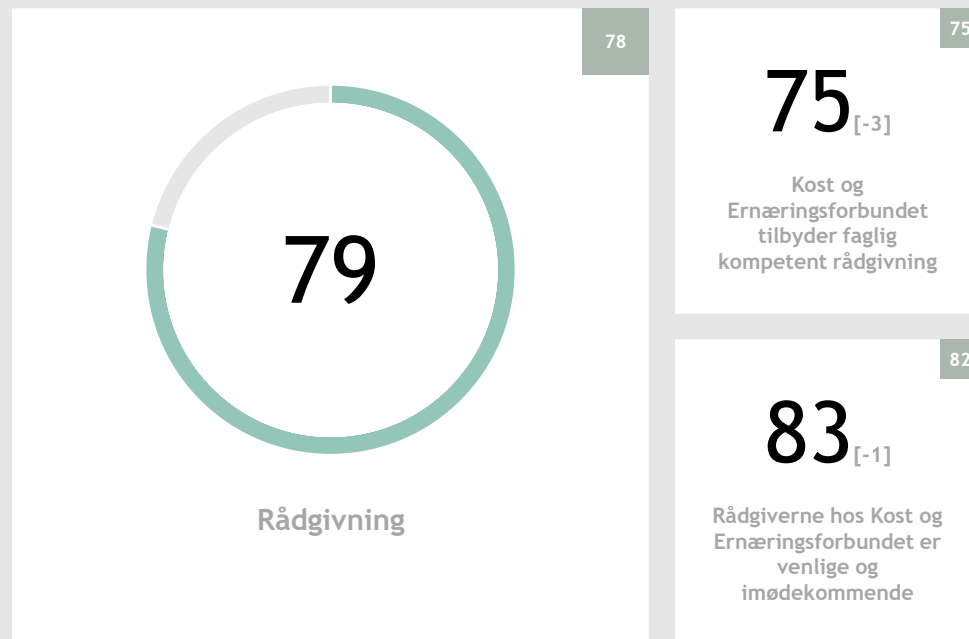 78
79
Rådgivning
75
75[-3]
Kost og
Ernæringsforbundet
tilbyder faglig
kompetent rådgivning
82
83[-1]
Rådgiverne hos Kost og
Ernæringsforbundet er
venlige og
imødekommende